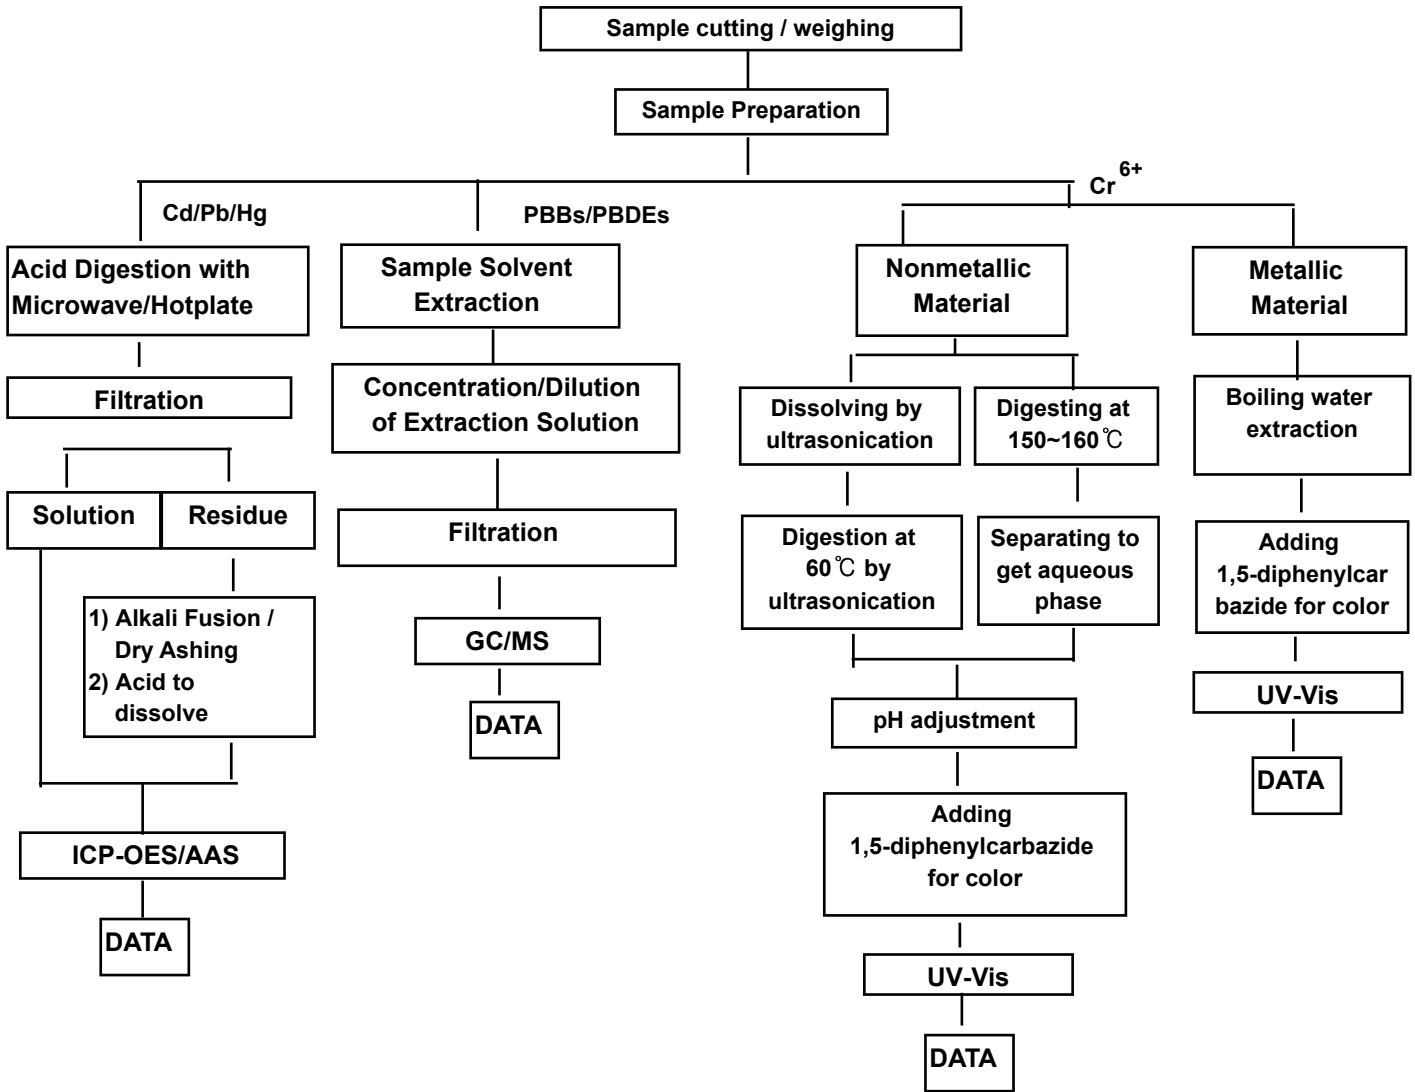 Sample cutting / weighing
Sample Preparation
Cr 6+
Cd/Pb/Hg
PBBs/PBDEs
Acid Digestion with
Microwave/Hotplate
Filtration
Solution
Residue
1) Alkali Fusion /
Dry Ashing
2) Acid to
dissolve
ICP-OES/AAS
DATA
Sample Solvent
Extraction
Concentration/Dilution
of Extraction Solution
Filtration
GC/MS
DATA
Nonmetallic
Material
Dissolving by
ultrasonication
Digestion at
60℃ by
ultrasonication
Digesting at
150~160℃
Separating to
get aqueous
phase
pH adjustment
Adding
1,5-diphenylcarbazide
for color
UV-Vis
DATA
Metallic
Material
Boiling water
extraction
Adding
1,5-diphenylcar
bazide for color
UV-Vis
DATA